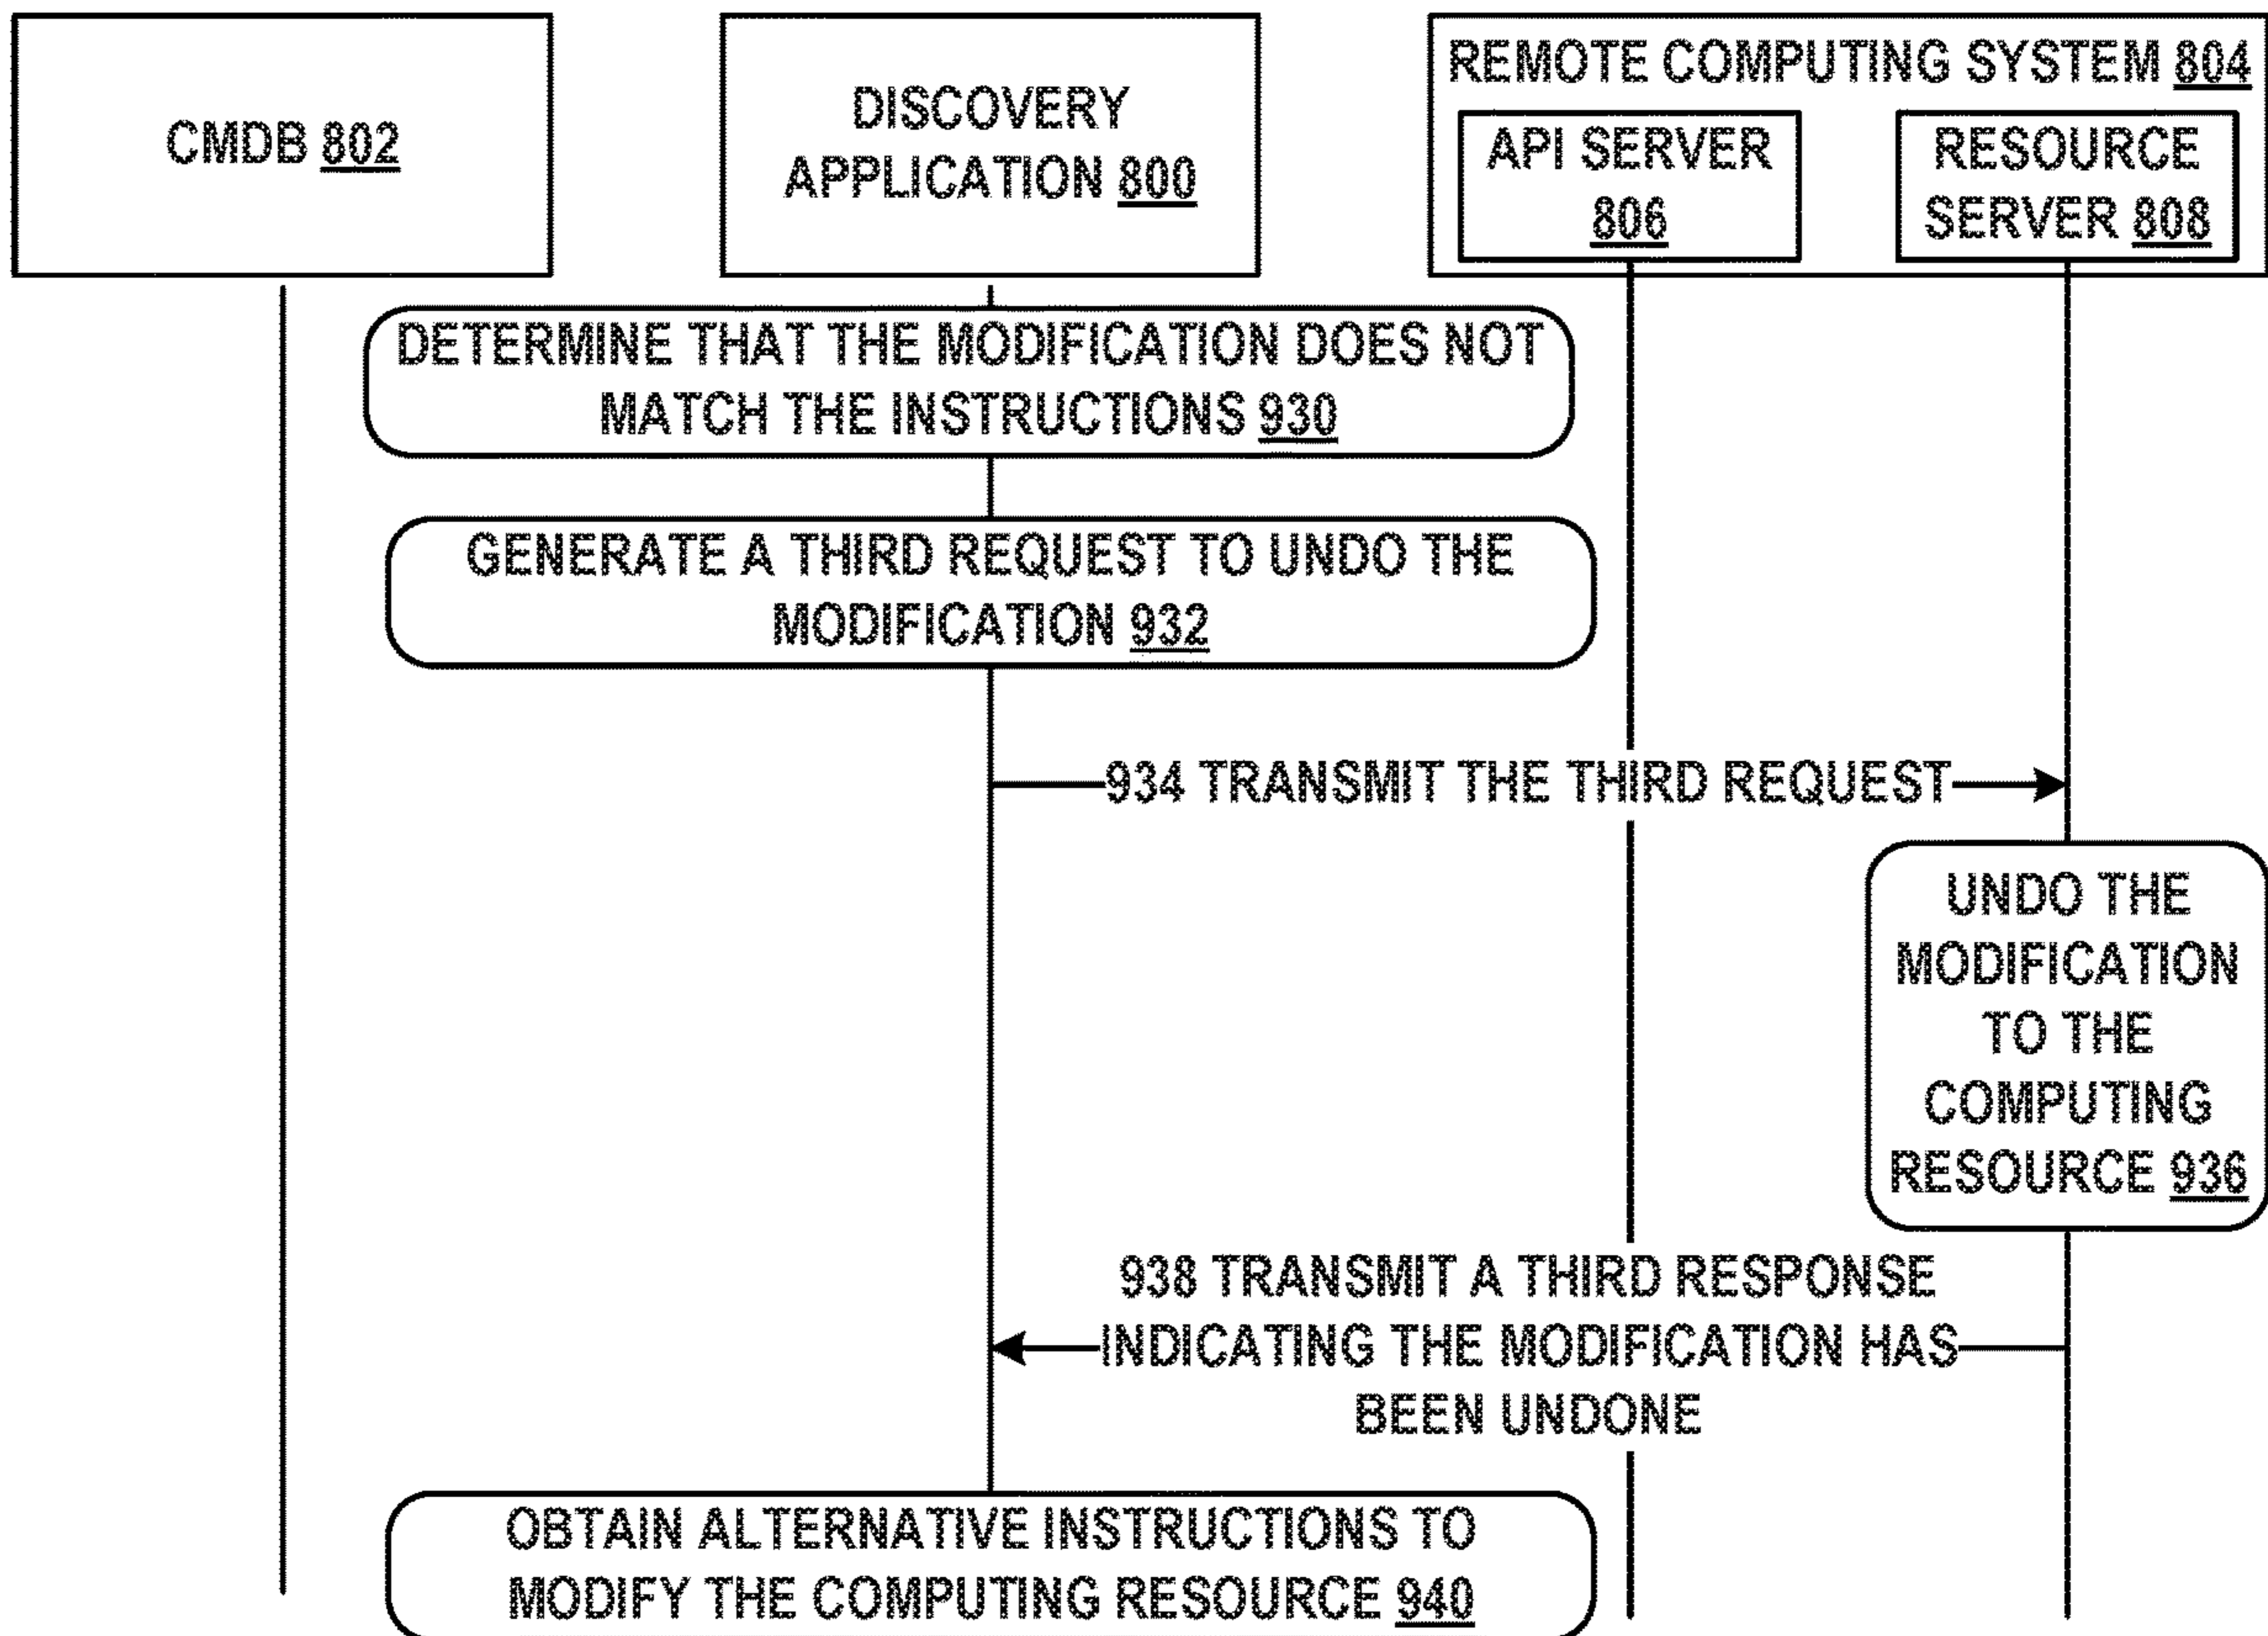 CMDB 802
DISCOVERY
APPLICATION 800
REMOTE COMPUTING SYSTEM 804
API SERVER
806
RESOURCE
SERVER 808
DETERMINE THAT THE MODIFICATION DOES NOT
MATCH THE INSTRUCTIONS 930
GENERATE A THIRD REQUEST TO UNDO THE
MODIFICATION 932
934 TRANSMIT THE THIRD REQUEST
UNDO THE
MODIFICATION
TO THE
COMPUTING
RESOURCE 936
938 TRANSMIT A THIRD RESPONSE
INDICATING THE MODIFICATION HAS
BEEN UNDONE
OBTAIN ALTERNATIVE INSTRUCTIONS TO
MODIFY THE COMPUTING RESOURCE 940